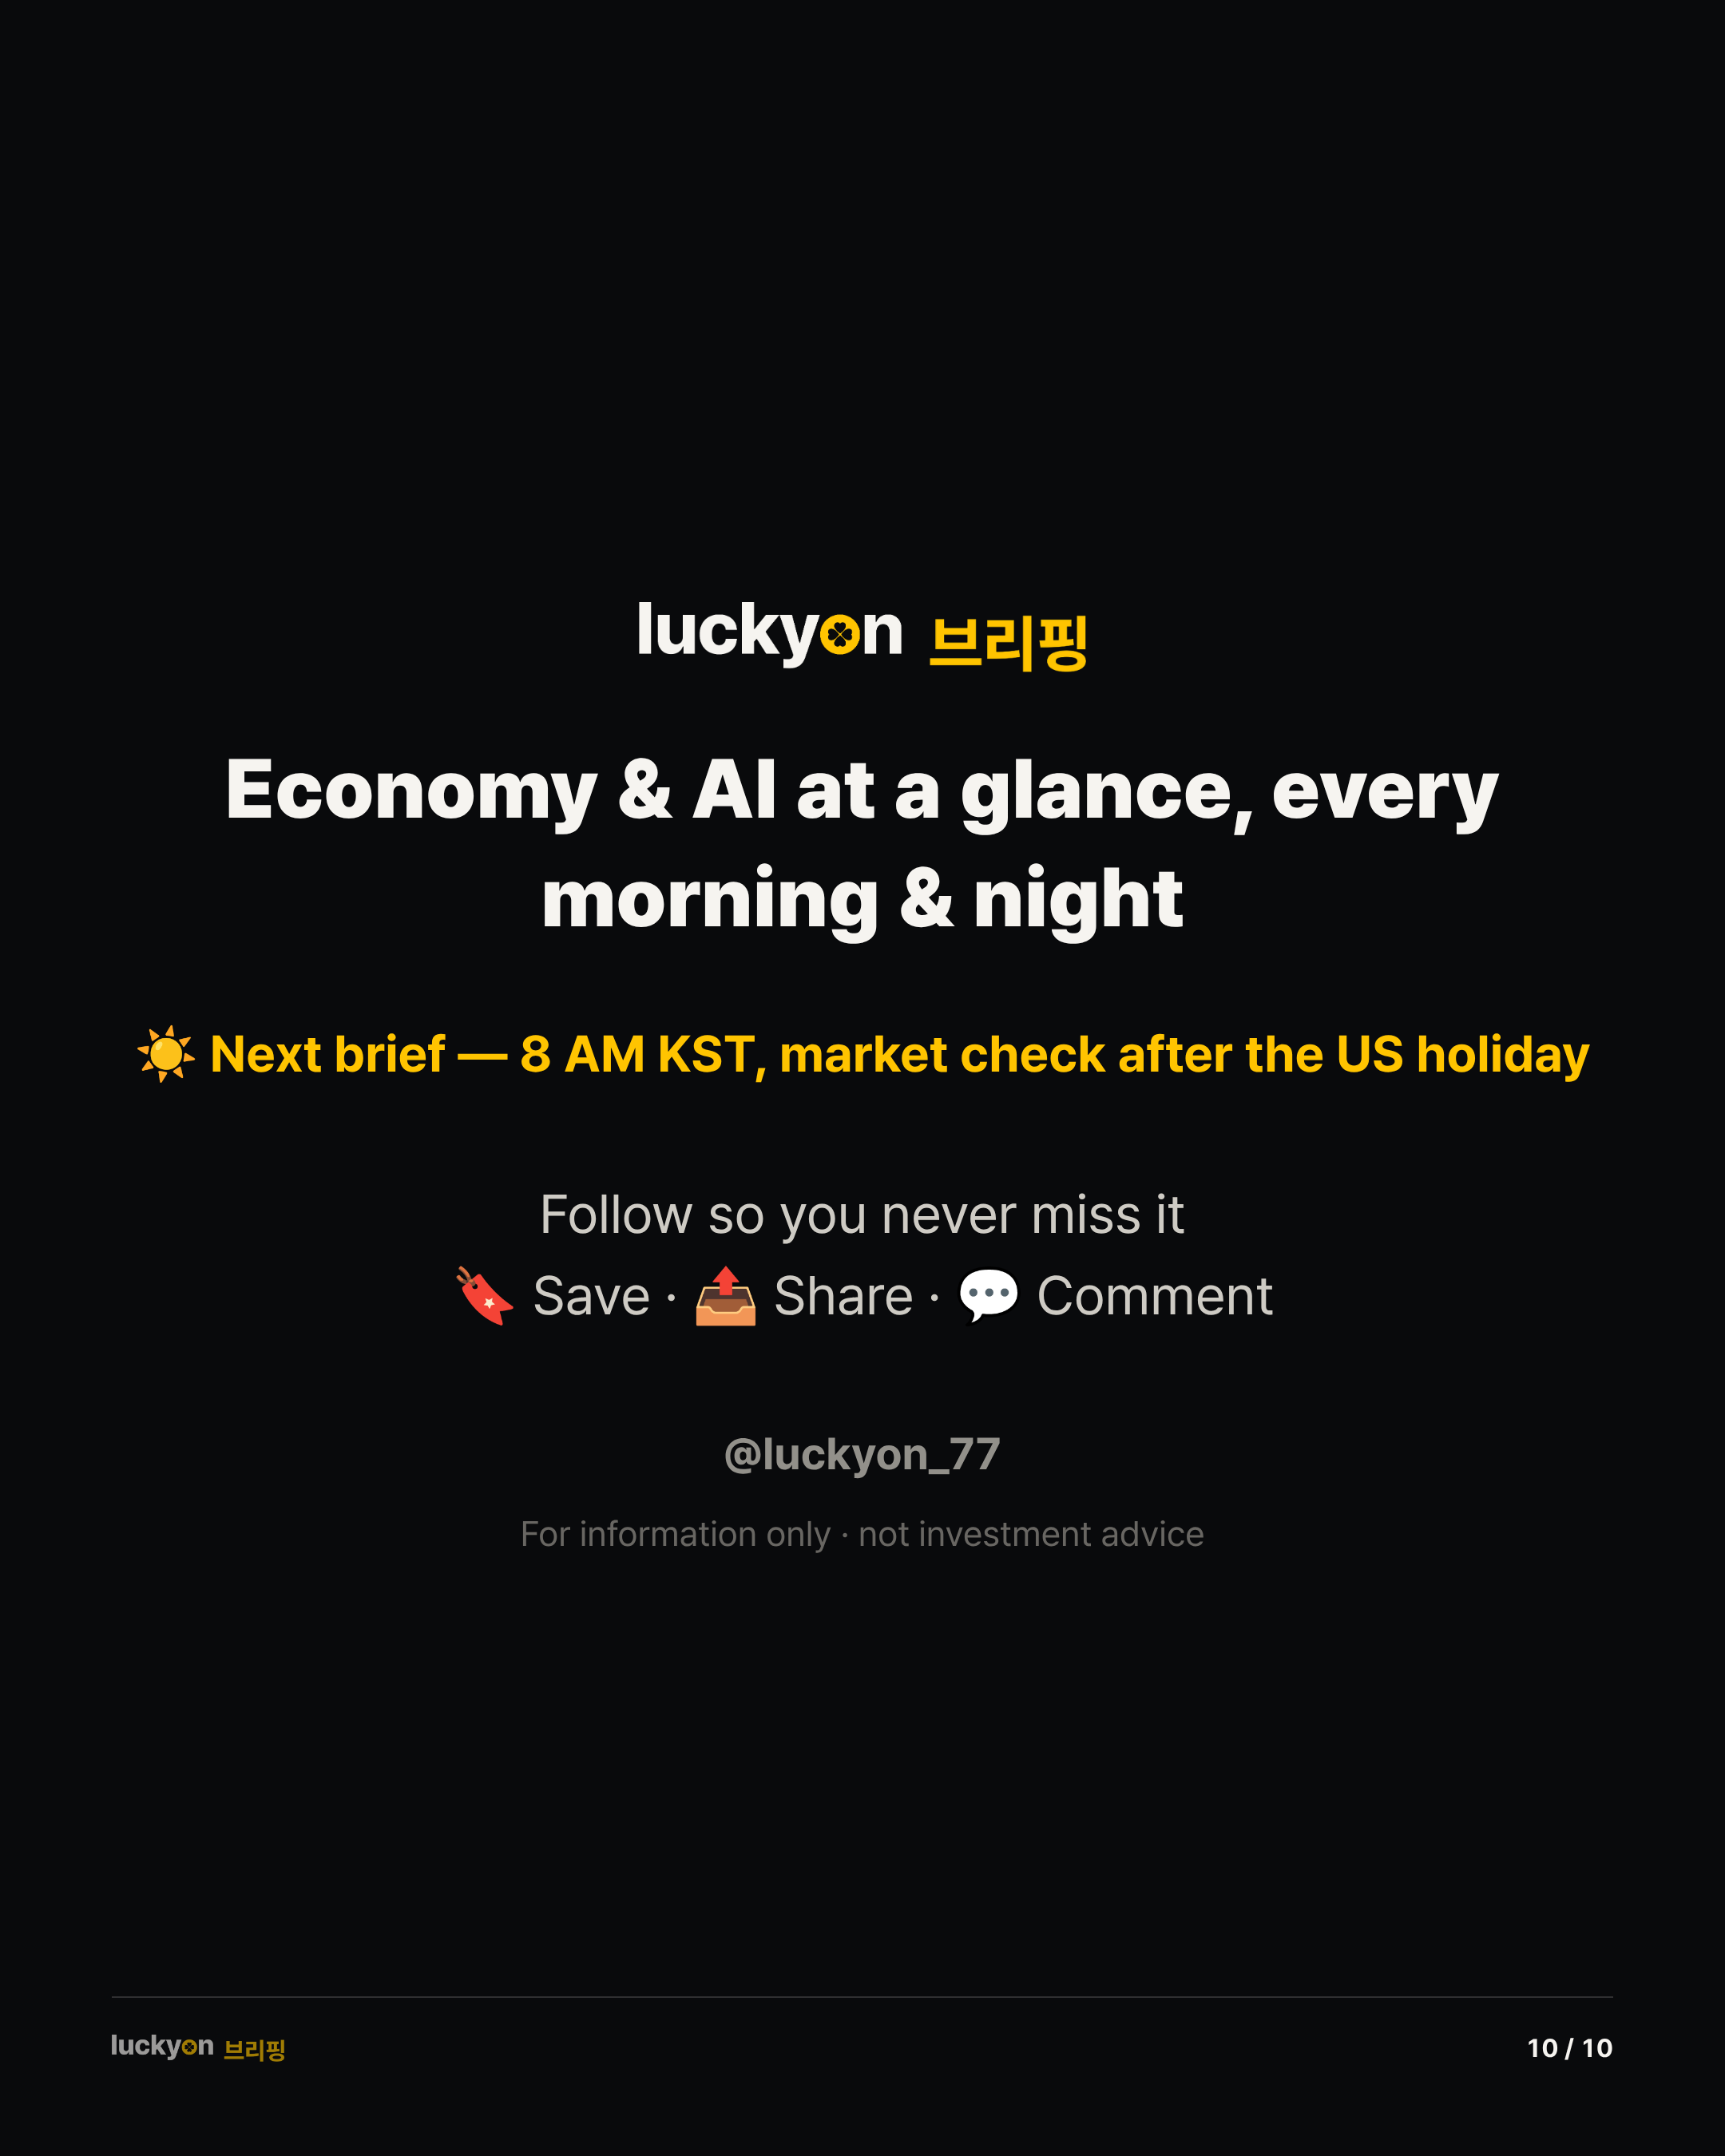 luckyon 브리핑
Economy & AI at a glance, every
morning & night
☀️ Next brief — 8 AM KST, market check after the US holiday
Follow so you never miss it
🔖 Save · 📤 Share · 💬 Comment
@luckyon_77
For information only · not investment advice
luckyon 브리핑
10 / 10